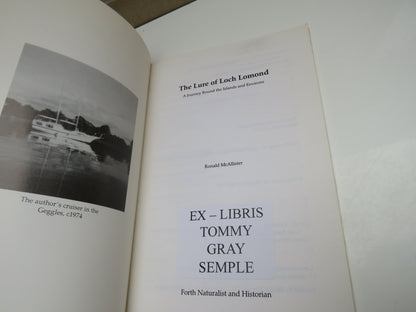 The author's cruiser in the
Geggles, c1974
The Lure of Loch Lomond
A Journey Round the Islands and Environs
Ronald McAllister
EX – LIBRIS
TOMMY
GRAY
SEMPLE
Forth Naturalist and Historian